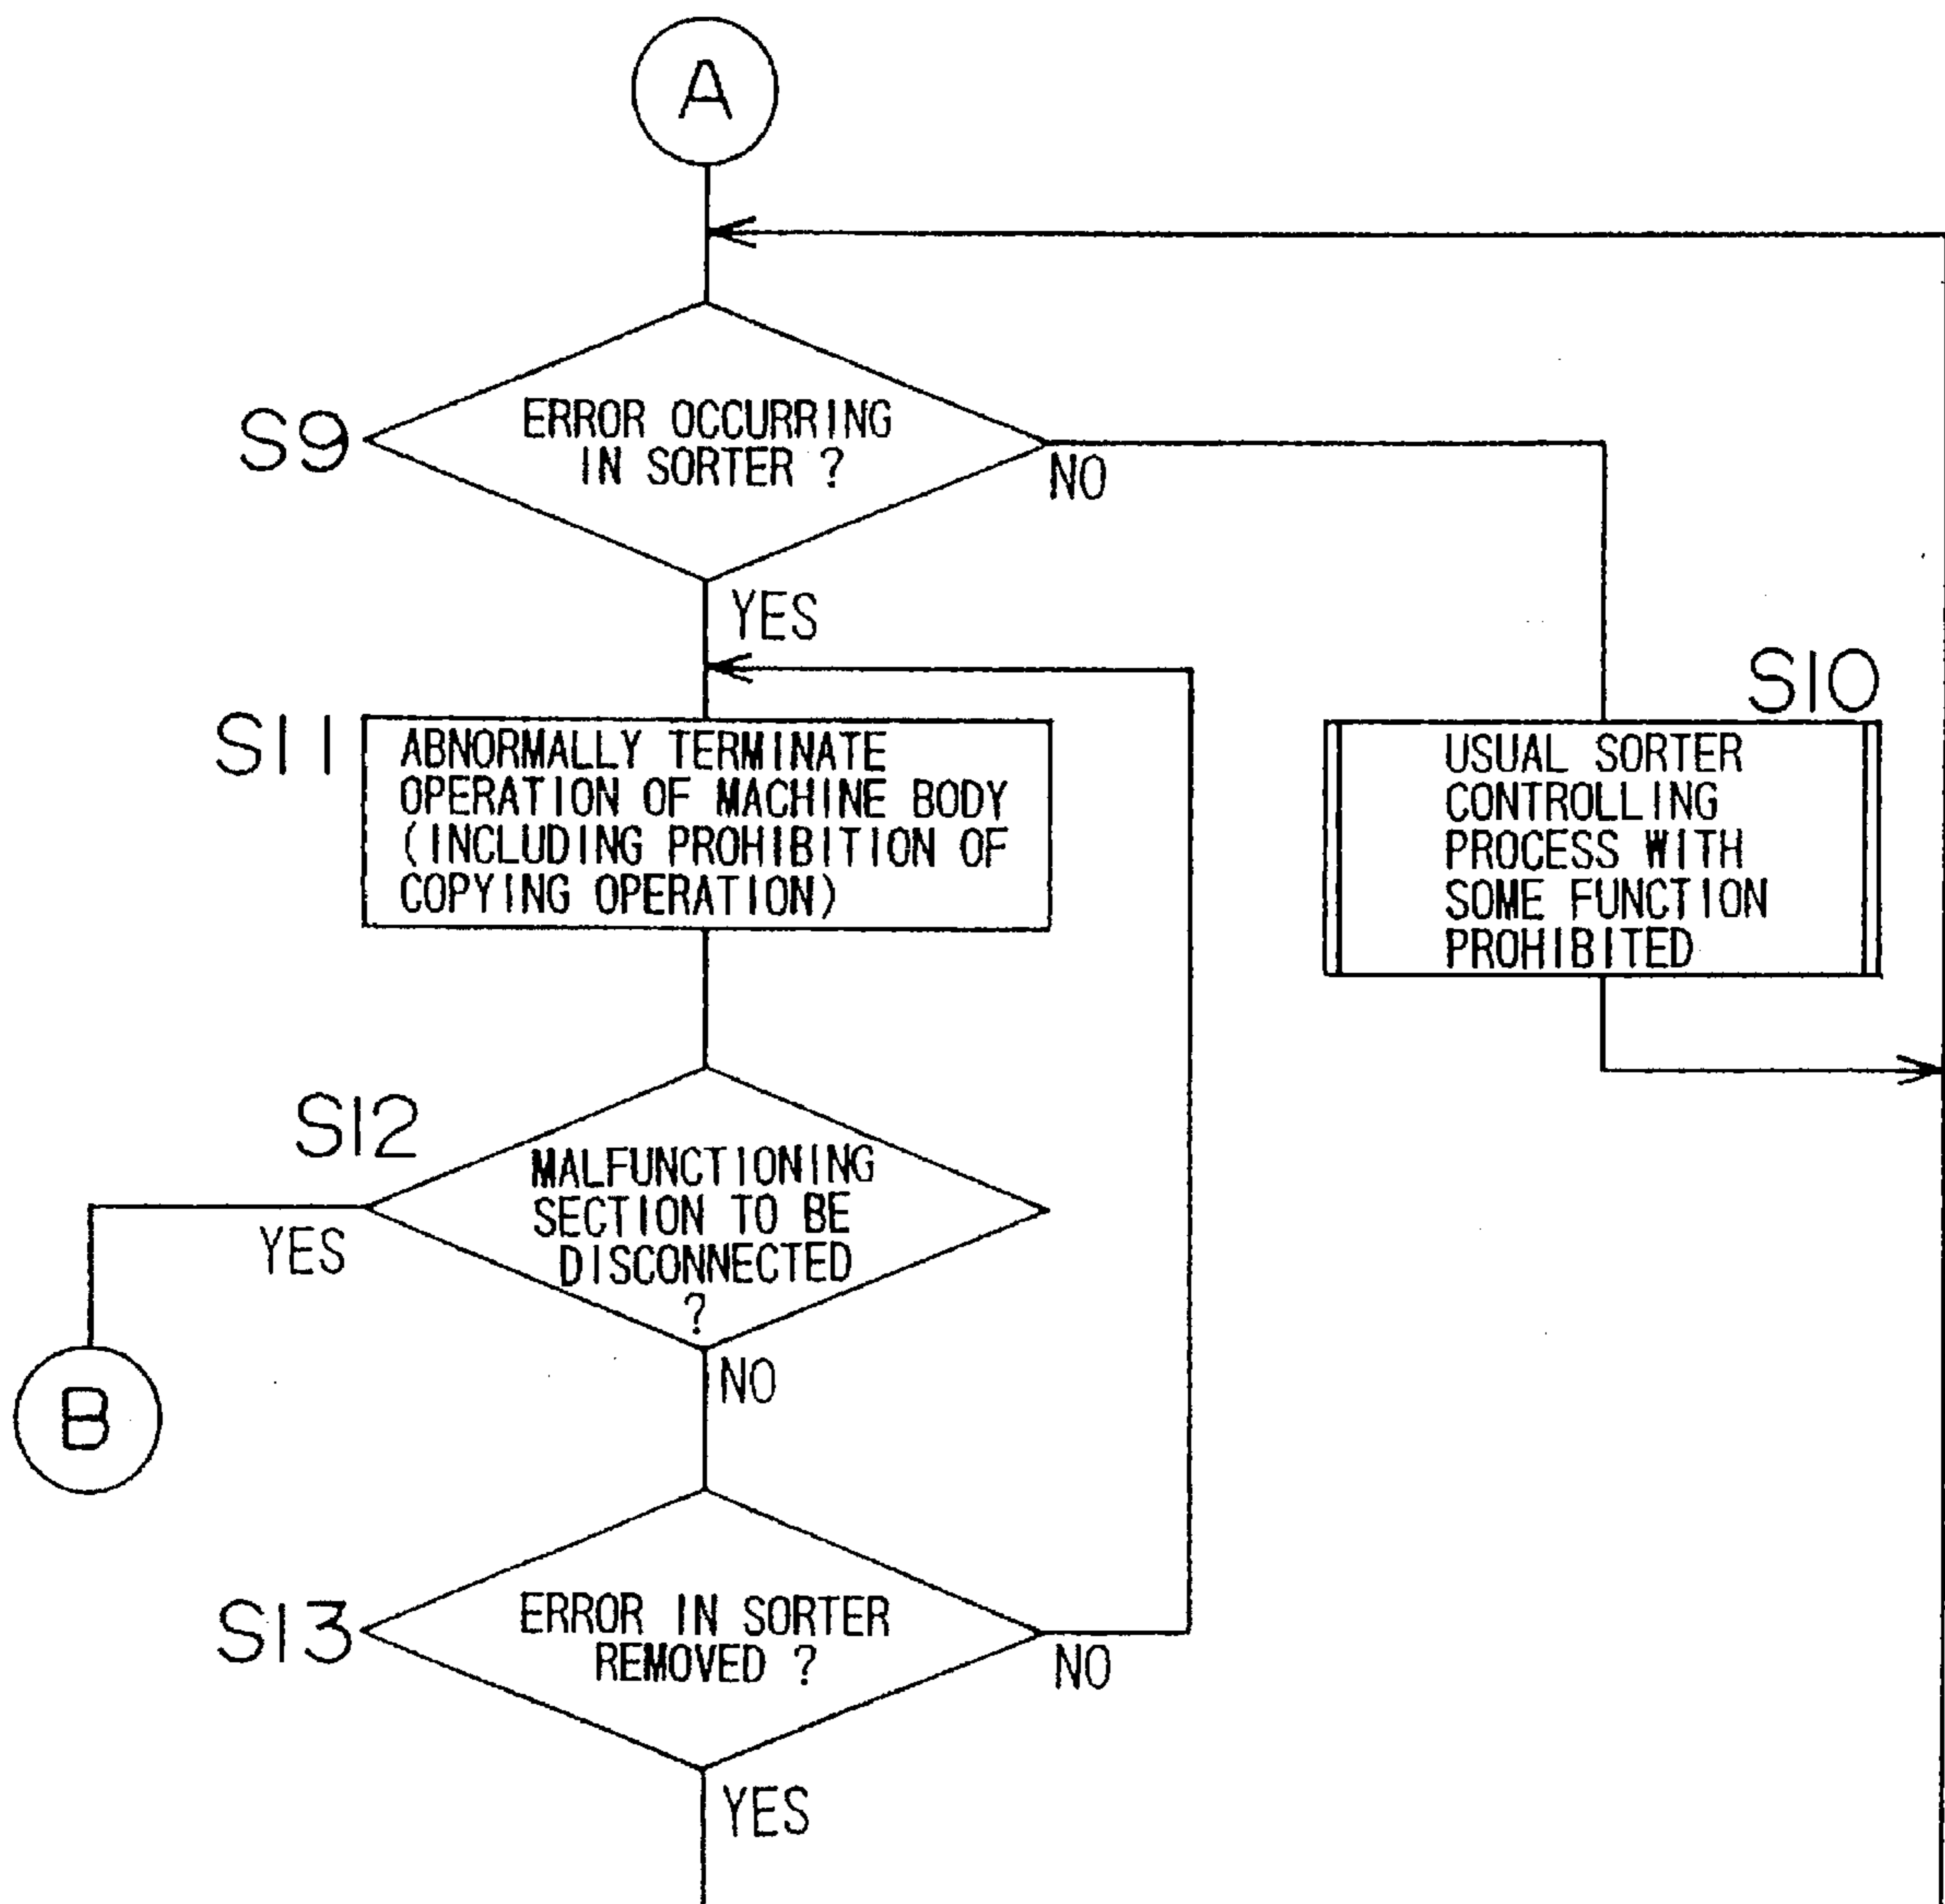 A
S9
ERROR OCCURRING
IN SORTER ?
NO
YES
S10
S11
ABNORMALLY TERMINATE
OPERATION OF MACHINE BODY
(INCLUDING PROHIBITION OF
COPYING OPERATION)
USUAL SORTER
CONTROLLING
PROCESS WITH
SOME FUNCTION
PROHIBITED
S12
MALFUNCTIONING
SECTION TO BE
DISCONNECTED
?
YES
NO
B
S13
ERROR IN SORTER
REMOVED ?
NO
YES